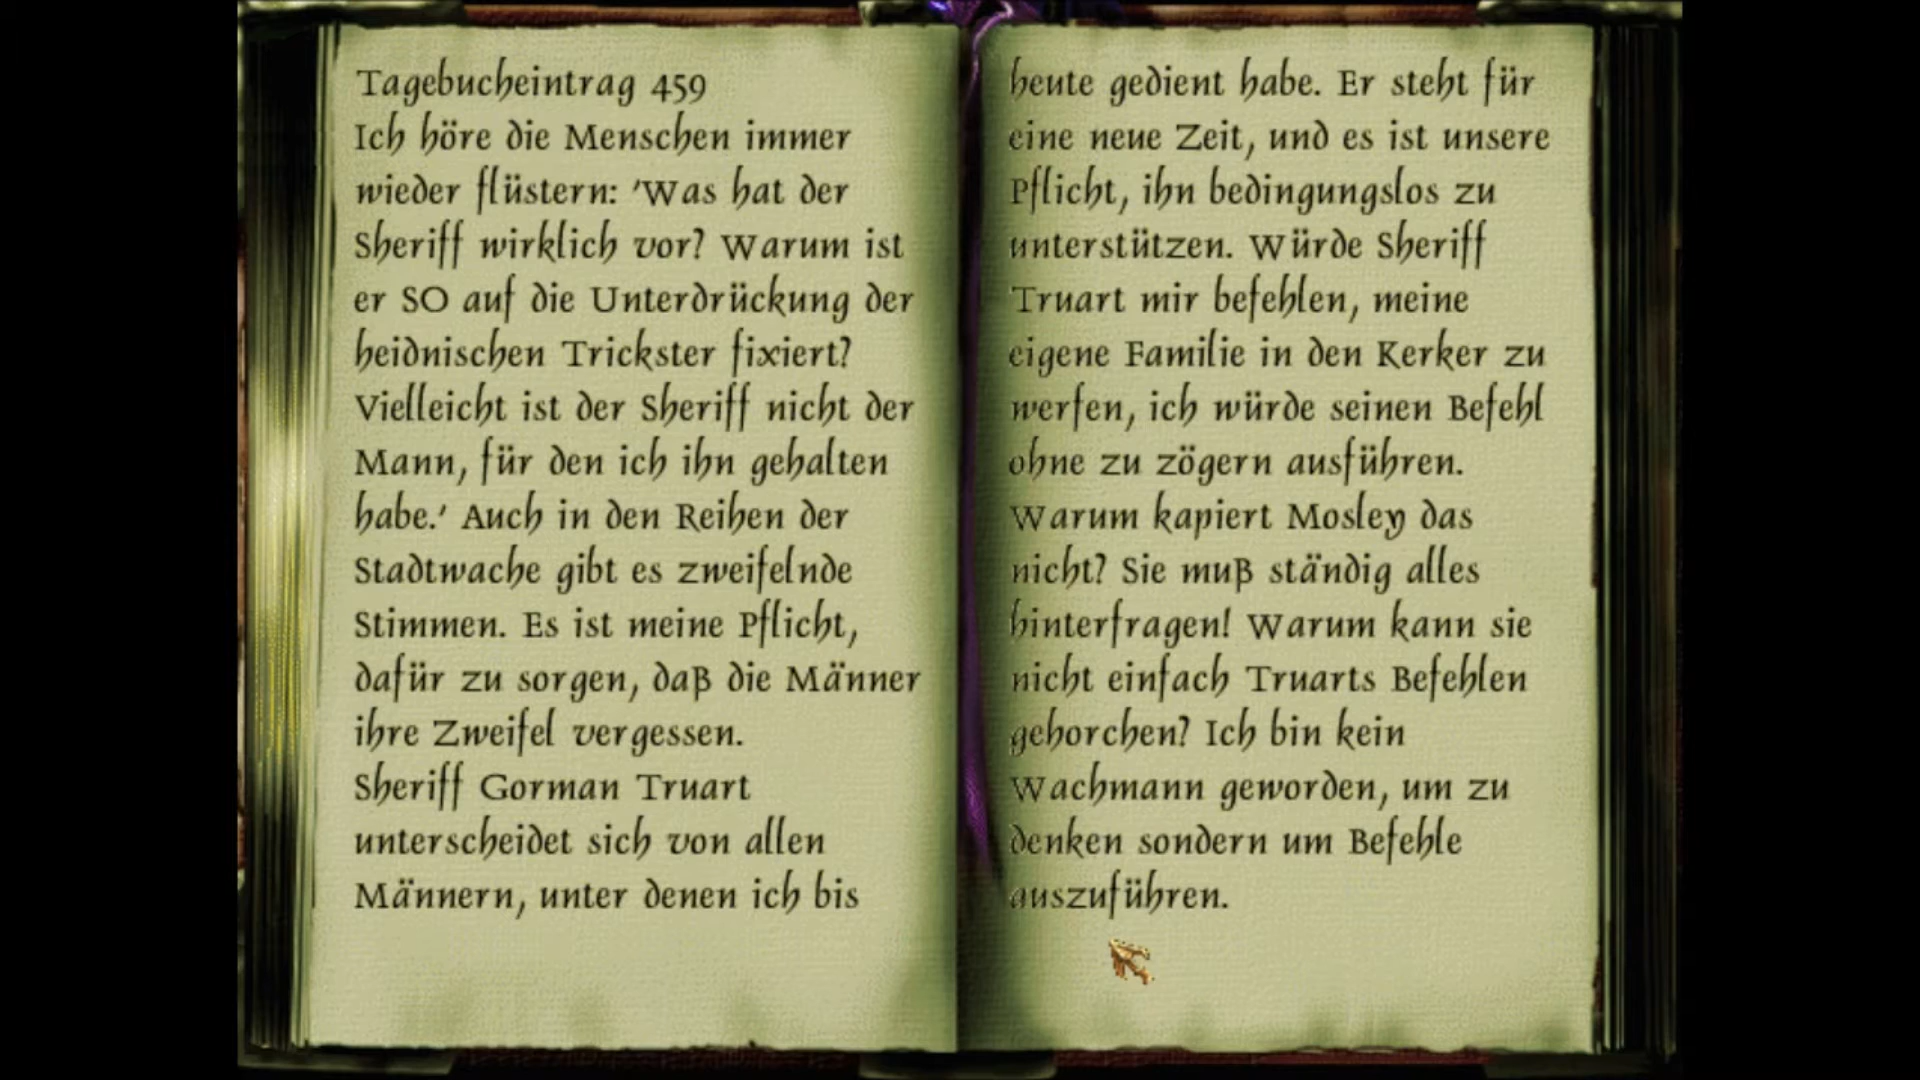 Tagebucheintrag 459
Ich höre die Menschen immer
wieder flüstern: 'Was hat der
Sheriff wirklich vor? Warum ist
er SO auf die Unterdrückung der
heidnischen Trickster fixiert?
Vielleicht ist der Sheriff nicht der
Mann, für den ich ihn gehalten
habe.' Auch in den Reihen der
Stadtwache gibt es zweifelnde
Stimmen. Es ist meine Pflicht,
dafür zu sorgen, daß die Männer
ihre Zweifel vergessen.
Sheriff Gorman Truart
unterscheidet sich von allen
Männern, unter denen ich bis
heute gedient habe. Er steht für
eine neue Zeit, und es ist unsere
Pflicht, ihn bedingungslos zu
unterstützen. Würde Sheriff
Truart mir befehlen, meine
eigene Familie in den Kerker zu
werfen, ich würde seinen Befehl
ohne zu zögern ausführen.
Warum kapiert Mosley das
nicht? Sie muß ständig alles
hinterfragen! Warum kann sie
nicht einfach Truarts Befehlen
gehorchen? Ich bin kein
Wachmann geworden, um zu
denken sondern um Befehle
auszuführen.